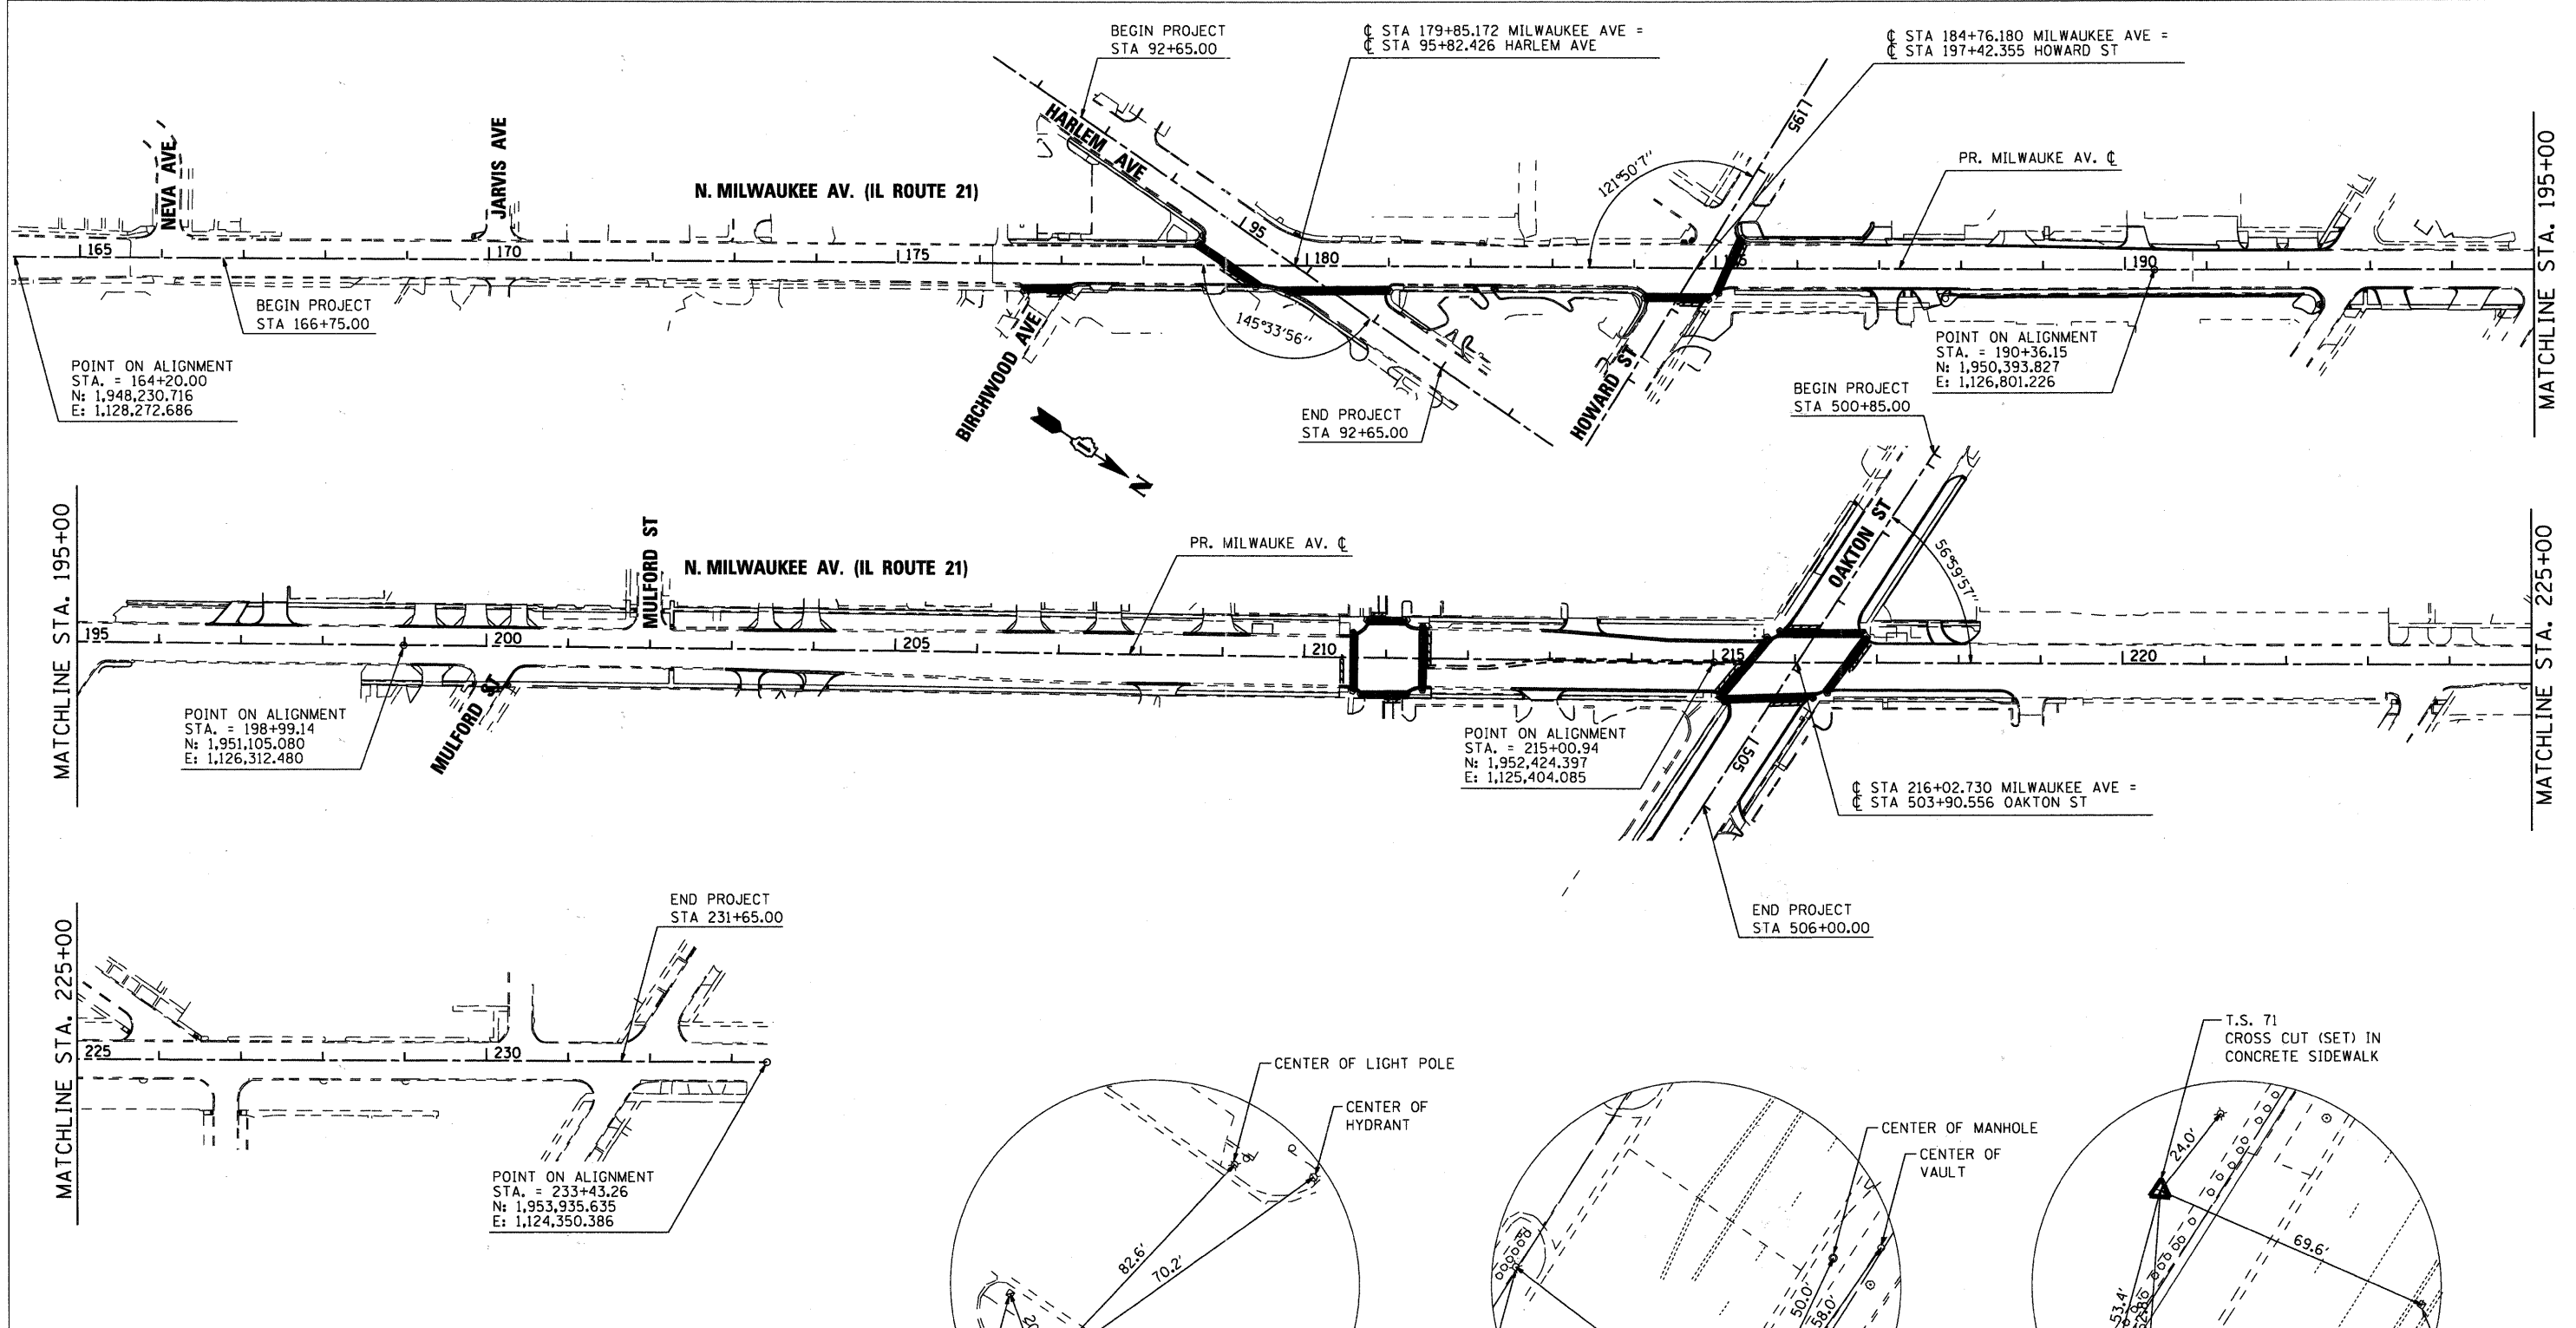 BEGIN PROJECT
STA 92+65.00
℄ STA 179+85.172 MILWAUKEE AVE =
℄ STA 95+82.426 HARLEM AVE
℄ STA 184+76.180 MILWAUKEE AVE =
℄ STA 197+42.355 HOWARD ST
NEVA AVE
JARVIS AVE
N. MILWAUKEE AV. (IL ROUTE 21)
HARLEM AVE
L95
121°50'7"
L195
PR. MILWAUKE AV. ℄
MATCHLINE STA. 195+00
165
170
175
180
190
BEGIN PROJECT
STA 166+75.00
145°33'56"
BIRCHWOOD AVE
HOWARD ST
POINT ON ALIGNMENT
STA. = 164+20.00
N: 1,948,230.716
E: 1,128,272.686
END PROJECT
STA 92+65.00
POINT ON ALIGNMENT
STA. = 190+36.15
N: 1,950,393.827
E: 1,126,801.226
BEGIN PROJECT
STA 500+85.00
N
MATCHLINE STA. 195+00
MULFORD ST
N. MILWAUKEE AV. (IL ROUTE 21)
PR. MILWAUKE AV. ℄
OAKTON ST
56°59'57"
MATCHLINE STA. 225+00
195
200
205
210
215
220
MULFORD ST
L505
POINT ON ALIGNMENT
STA. = 198+99.14
N: 1,951,105.080
E: 1,126,312.480
POINT ON ALIGNMENT
STA. = 215+00.94
N: 1,952,424.397
E: 1,125,404.085
℄ STA 216+02.730 MILWAUKEE AVE =
℄ STA 503+90.556 OAKTON ST
END PROJECT
STA 506+00.00
MATCHLINE STA. 225+00
END PROJECT
STA 231+65.00
225
230
POINT ON ALIGNMENT
STA. = 233+43.26
N: 1,953,935.635
E: 1,124,350.386
CENTER OF LIGHT POLE
CENTER OF
HYDRANT
82.6'
70.2'
CENTER OF MANHOLE
CENTER OF
VAULT
50.0'
58.0'
T.S. 71
CROSS CUT (SET) IN
CONCRETE SIDEWALK
24.0'
69.6'
53.4'